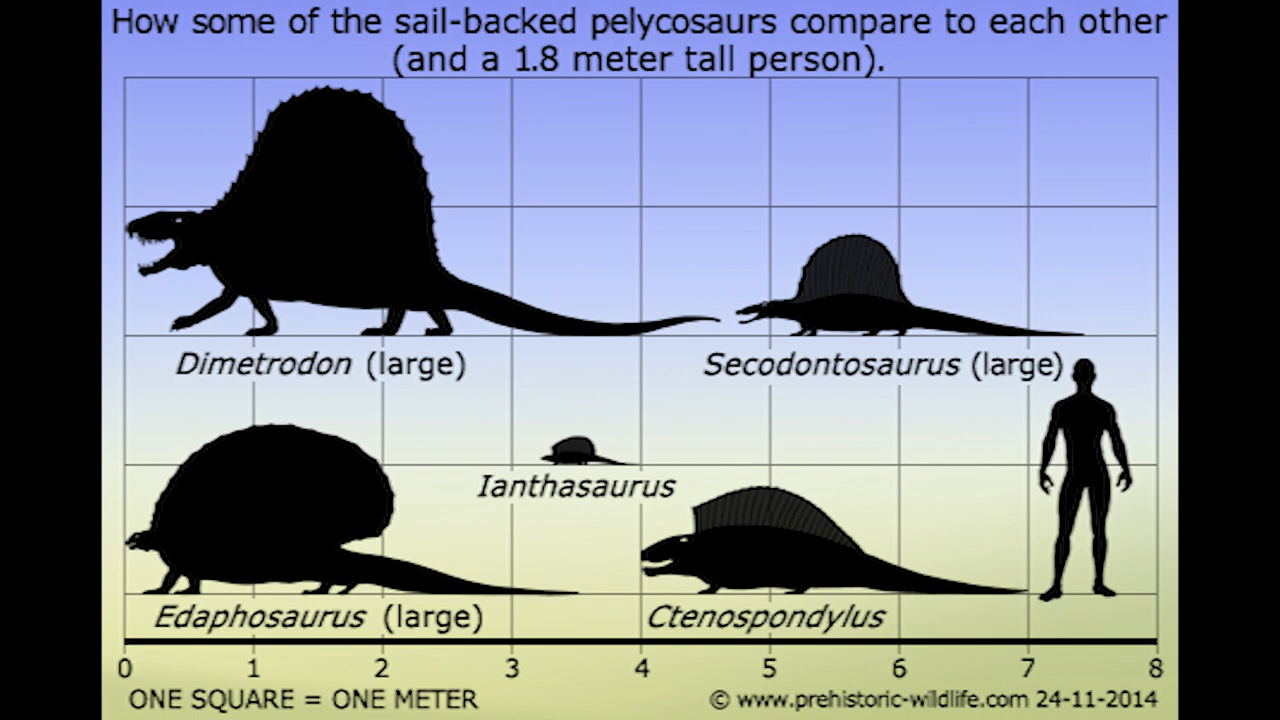 How some of the sail-backed pelycosaurs compare to each other
(and a 1.8 meter tall person).
Dimetrodon (large)
Secodontosaurus (large)
Ianthasaurus
Edaphosaurus (large)
Ctenospondylus
0 1 2 3 4 5 6 7 8
ONE SQUARE = ONE METER
© www.prehistoric-wildlife.com 24-11-2014